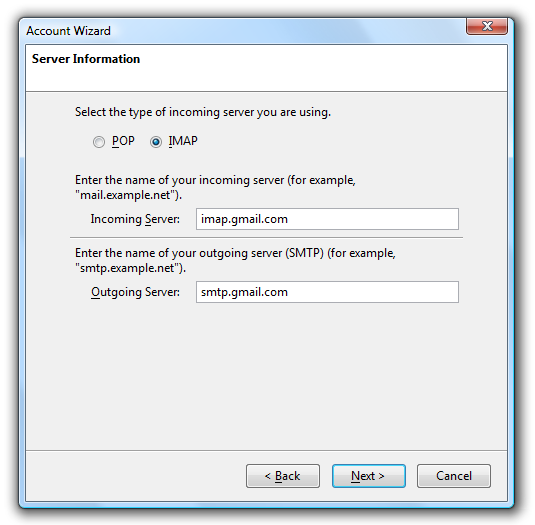 Account Wizard
Server Information
Select the type of incoming server you are using.
POP IMAP
Enter the name of your incoming server (for example,
"mail.example.net").
Incoming Server: imap.gmail.com
Enter the name of your outgoing server (SMTP) (for example,
"smtp.example.net").
Outgoing Server: smtp.gmail.com
< Back Next > Cancel